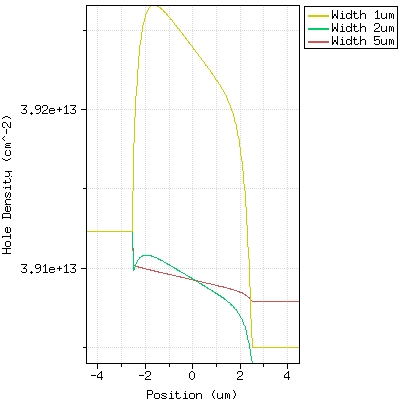 Width 1um
Width 2um
Width 5um
3.92e+13
3.91e+13
Hole Density (cm^-2)
-4 -2 0 2 4
Position (um)